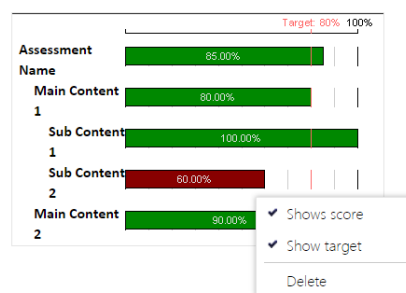 Target: 80% 100%
Assessment
Name
85.00%
Main Content
1
80.00%
Sub Content
1
100.00%
Sub Content
2
60.00%
Main Content
2
90.00%
Shows score
Show target
Delete